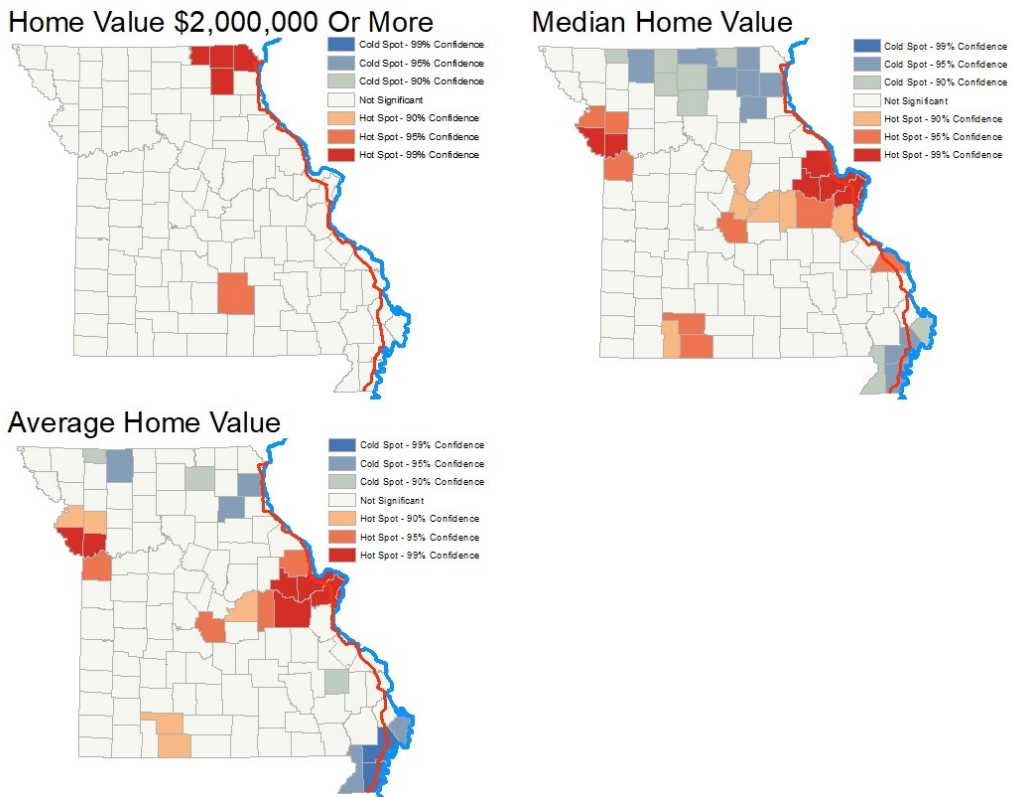 Home Value $2,000,000 Or More
Cold Spot - 99% Confidence
Cold Spot - 95% Confidence
Cold Spot - 90% Confidence
Not Significant
Hot Spot - 90% Confidence
Hot Spot - 95% Confidence
Hot Spot - 99% Confidence
Median Home Value
Cold Spot - 99% Confidence
Cold Spot - 95% Confidence
Cold Spot - 90% Confidence
Not Significant
Hot Spot - 90% Confidence
Hot Spot - 95% Confidence
Hot Spot - 99% Confidence
Average Home Value
Cold Spot - 99% Confidence
Cold Spot - 95% Confidence
Cold Spot - 90% Confidence
Not Significant
Hot Spot - 90% Confidence
Hot Spot - 95% Confidence
Hot Spot - 99% Confidence